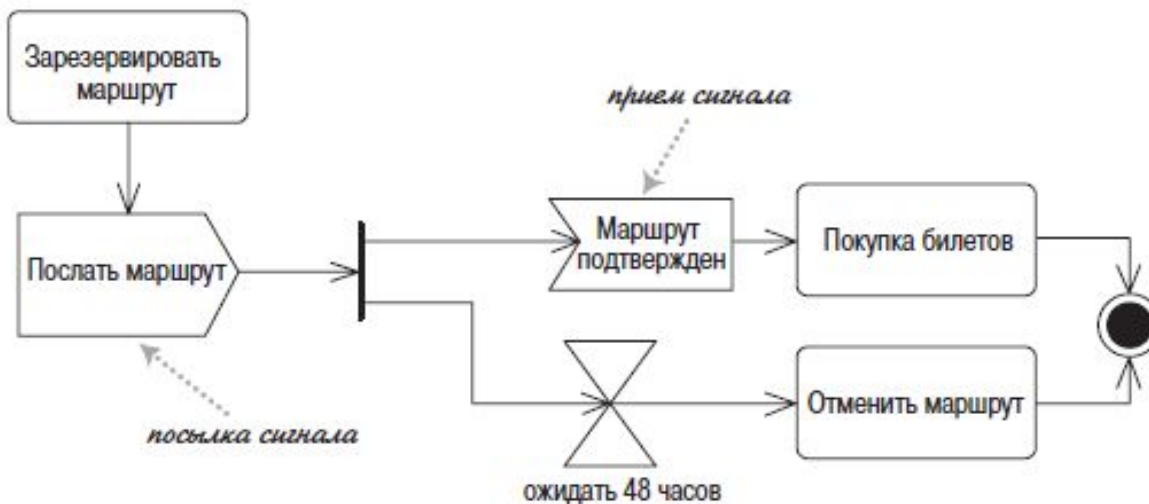 Зарезервировать
маршрут
прием сигнала
Послать маршрут
Маршрут
подтвержден
Покупка билетов
посылка сигнала
Отменить маршрут
ожидать 48 часов